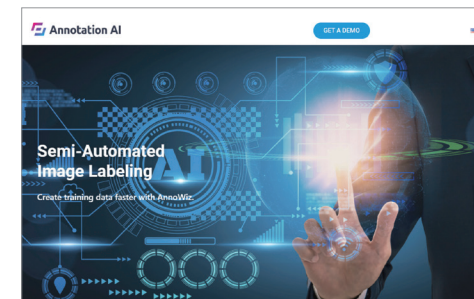 Annotation AI
GET A DEMO
AI
Semi-Automated
Image Labeling
Create training data faster with AnnoWiz.